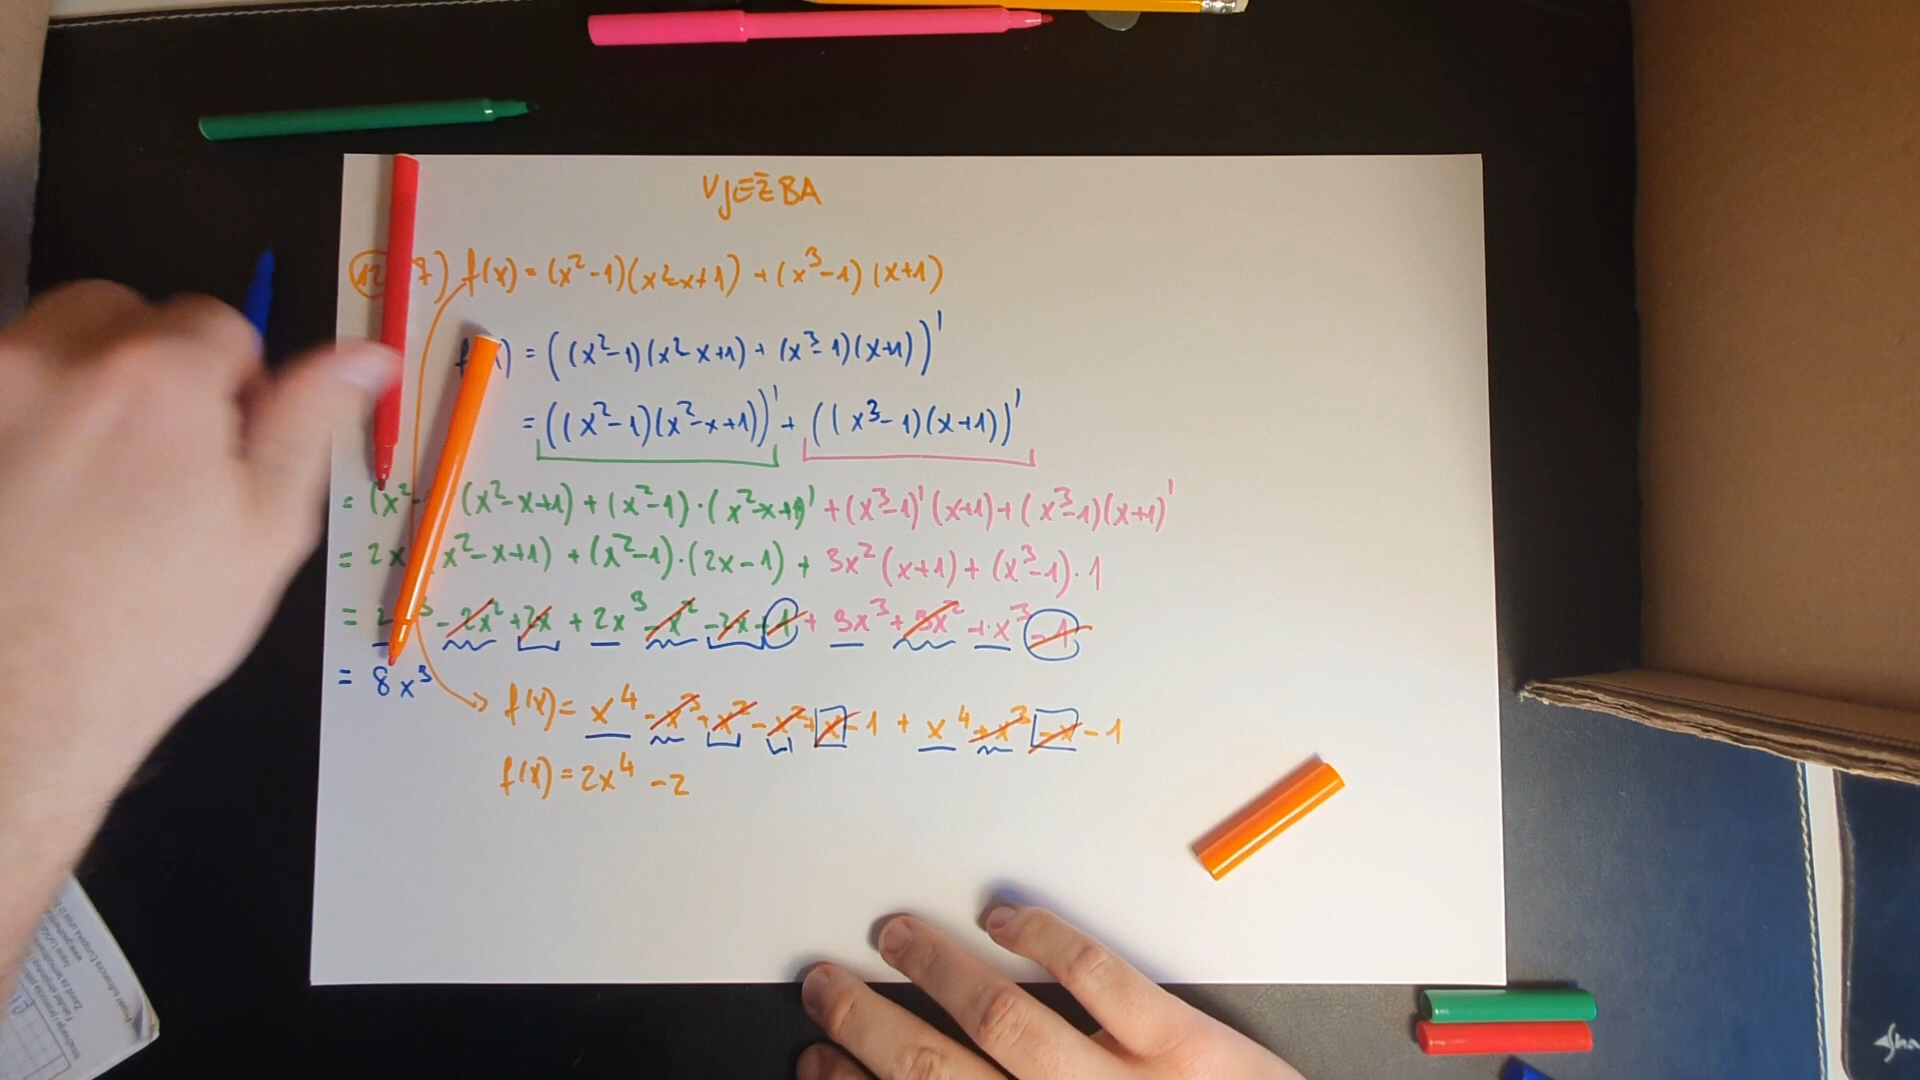 VJEŽBA
12 7) f(x) = (x²-1)(x²-x+1) + (x³-1)(x+1)
f'(x) = ((x²-1)(x²-x+1) + (x³-1)(x+1))'
= ((x²-1)(x²-x+1))' + ((x³-1)(x+1))'
= (x²- (x²-x+1) + (x²-1)·(x²-x+1)' + (x³-1)'(x+1) + (x³-1)(x+1)'
= 2x (x²-x+1) + (x²-1)·(2x-1) + 3x²(x+1) + (x³-1)·1
= 2x³ - 2x² + 2x + 2x³ - x² - 2x + 1 + 3x³ + 3x² + x³ - 1
= 8x³
f(x) = x⁴ - x³ + x² - x² + x - 1 + x⁴ + x³ - x - 1
f(x) = 2x⁴ - 2